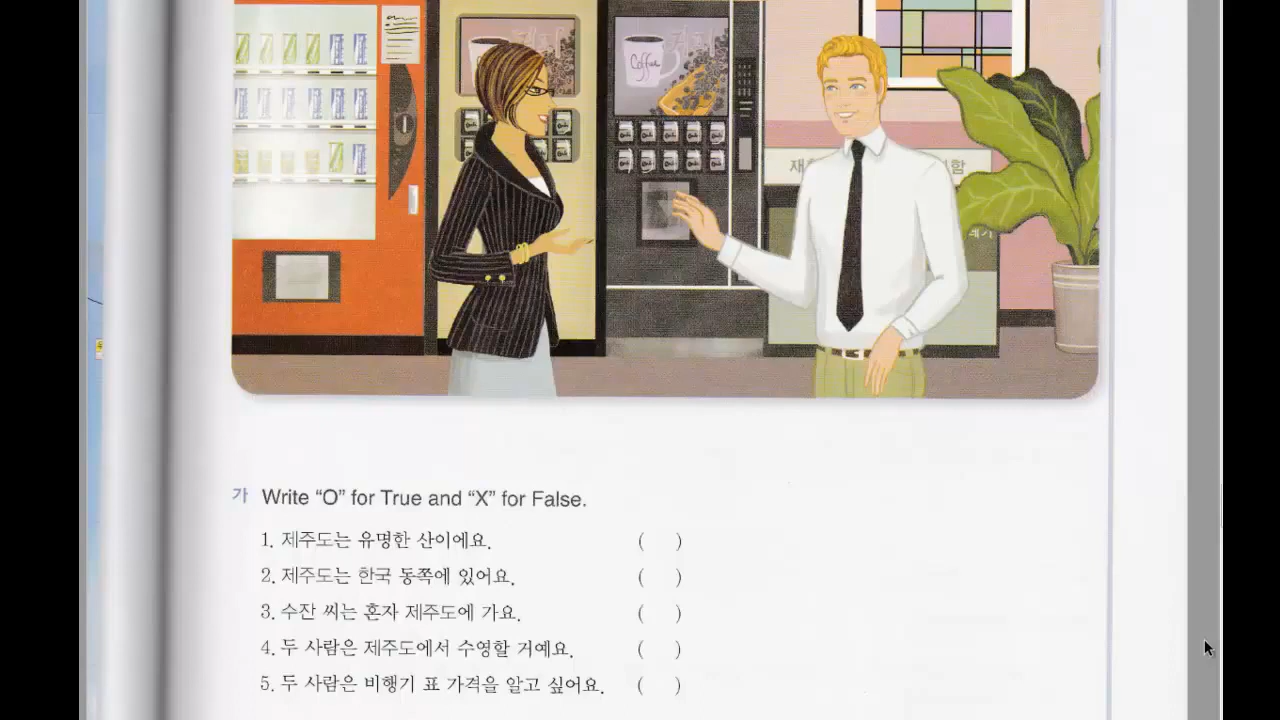 Coffee
가 Write “O” for True and “X” for False.
1. 제주도는 유명한 산이에요. ( )
2. 제주도는 한국 동쪽에 있어요. ( )
3. 수잔 씨는 혼자 제주도에 가요. ( )
4. 두 사람은 제주도에서 수영할 거예요. ( )
5. 두 사람은 비행기 표 가격을 알고 싶어요. ( )